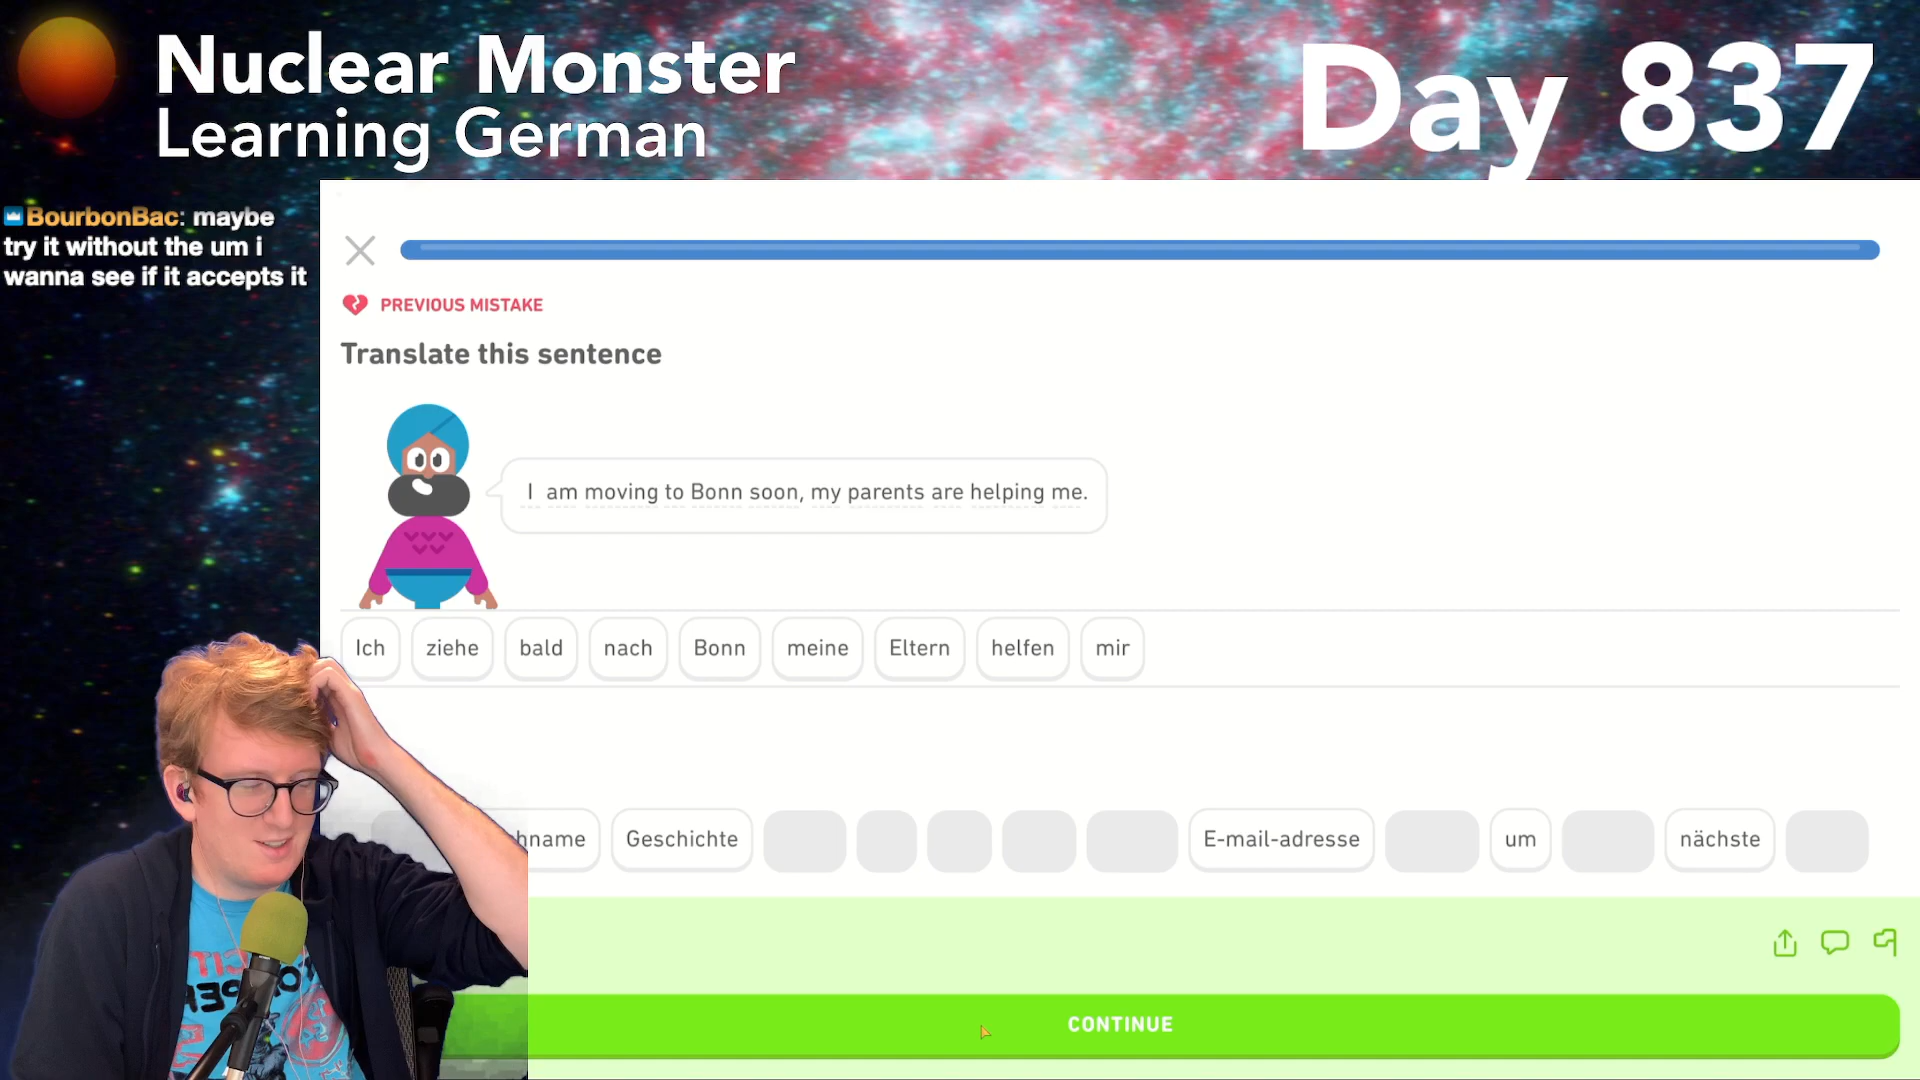 Nuclear Monster
Learning German
Day 837
BourbonBac: maybe
try it without the um i
wanna see if it accepts it
PREVIOUS MISTAKE
Translate this sentence
I am moving to Bonn soon, my parents are helping me.
Ich ziehe bald nach Bonn meine Eltern helfen mir
hname Geschichte E-mail-adresse um nächste
CONTINUE